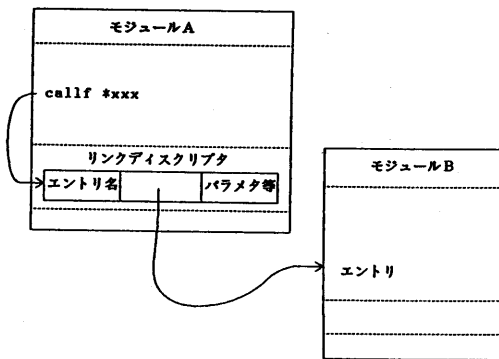 モジュールA
callf *xxx
リンクディスクリプタ
エントリ名
パラメタ等
モジュールB
エントリ